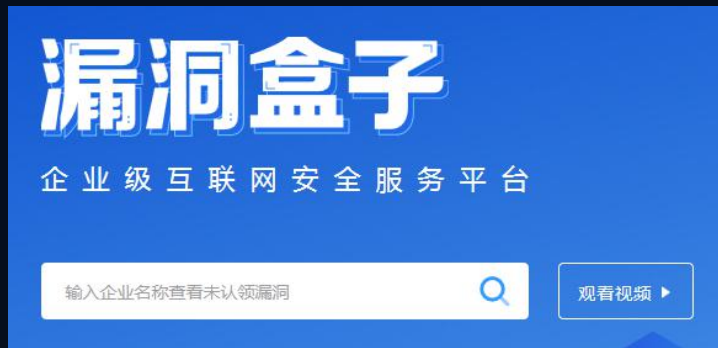 漏洞盒子
企业级互联网安全服务平台
输入企业名称查看未认领漏洞
观看视频